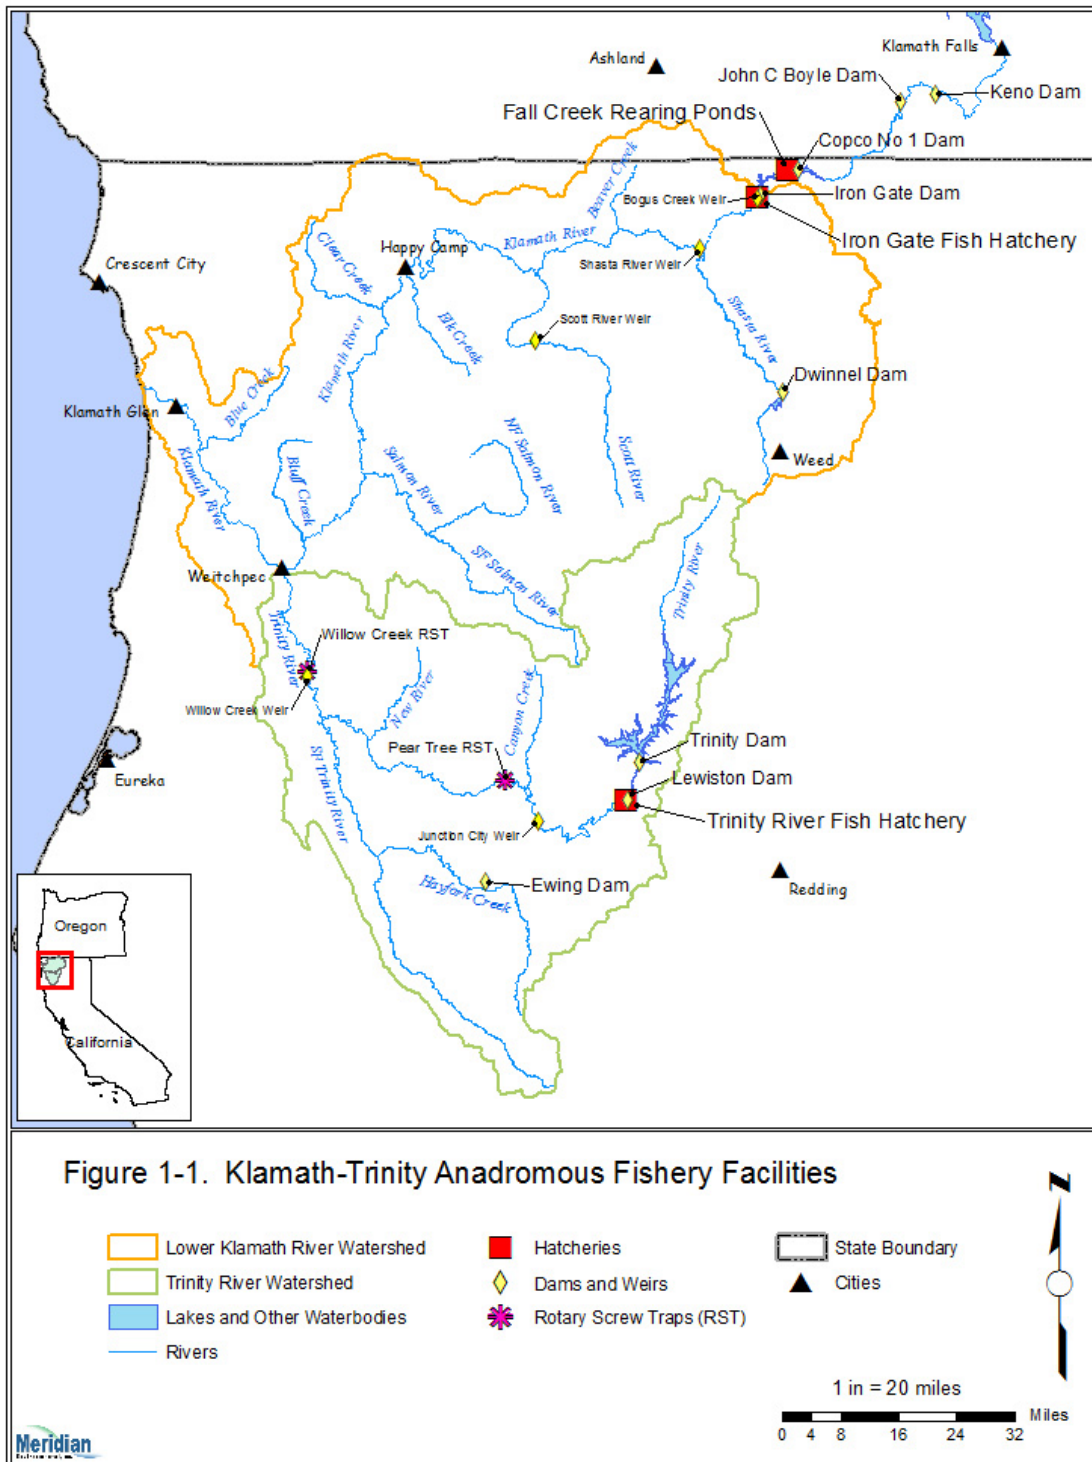 Klamath Falls
Ashland
John C Boyle Dam
Keno Dam
Fall Creek Rearing Ponds
Copco No 1 Dam
Beaver Creek
Bogus Creek Weir
Iron Gate Dam
Iron Gate Fish Hatchery
Clear Creek
Happy Camp
Klamath River
Shasta River Weir
Crescent City
Elk Creek
Scott River Weir
Shasta River
Klamath River
Dwinnel Dam
Blue Creek
Klamath Glen
Klamath River
Bluff Creek
Salmon River
NF Salmon River
Scott River
Weed
Weitchpec
SF Salmon River
Trinity River
Trinity River
Willow Creek RST
Willow Creek Weir
New River
Canyon Creek
SF Trinity River
Pear Tree RST
Trinity Dam
Eureka
Lewiston Dam
Junction City Weir
Trinity River Fish Hatchery
Hayfork Creek
Ewing Dam
Redding
Oregon
California
Figure 1-1. Klamath-Trinity Anadromous Fishery Facilities
Lower Klamath River Watershed
Trinity River Watershed
Lakes and Other Waterbodies
Rivers
Hatcheries
Dams and Weirs
Rotary Screw Traps (RST)
State Boundary
Cities
N
1 in = 20 miles
Miles
0 4 8 16 24 32
Meridian